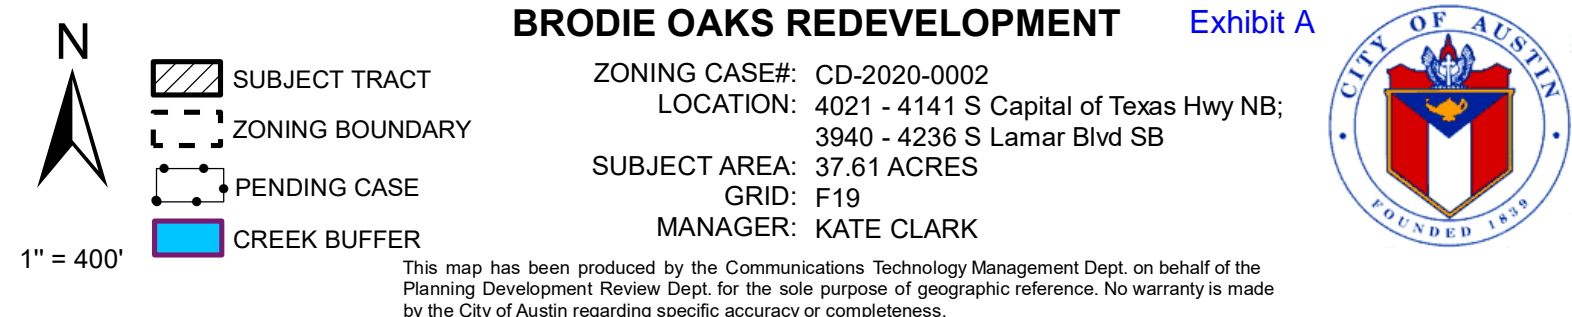 BRODIE OAKS REDEVELOPMENT
Exhibit A
N
1" = 400'
SUBJECT TRACT
ZONING BOUNDARY
PENDING CASE
CREEK BUFFER
ZONING CASE#: CD-2020-0002
LOCATION: 4021 - 4141 S Capital of Texas Hwy NB;
3940 - 4236 S Lamar Blvd SB
SUBJECT AREA: 37.61 ACRES
GRID: F19
MANAGER: KATE CLARK
This map has been produced by the Communications Technology Management Dept. on behalf of the
Planning Development Review Dept. for the sole purpose of geographic reference. No warranty is made
by the City of Austin regarding specific accuracy or completeness.
CITY OF AUSTIN
FOUNDED 1839